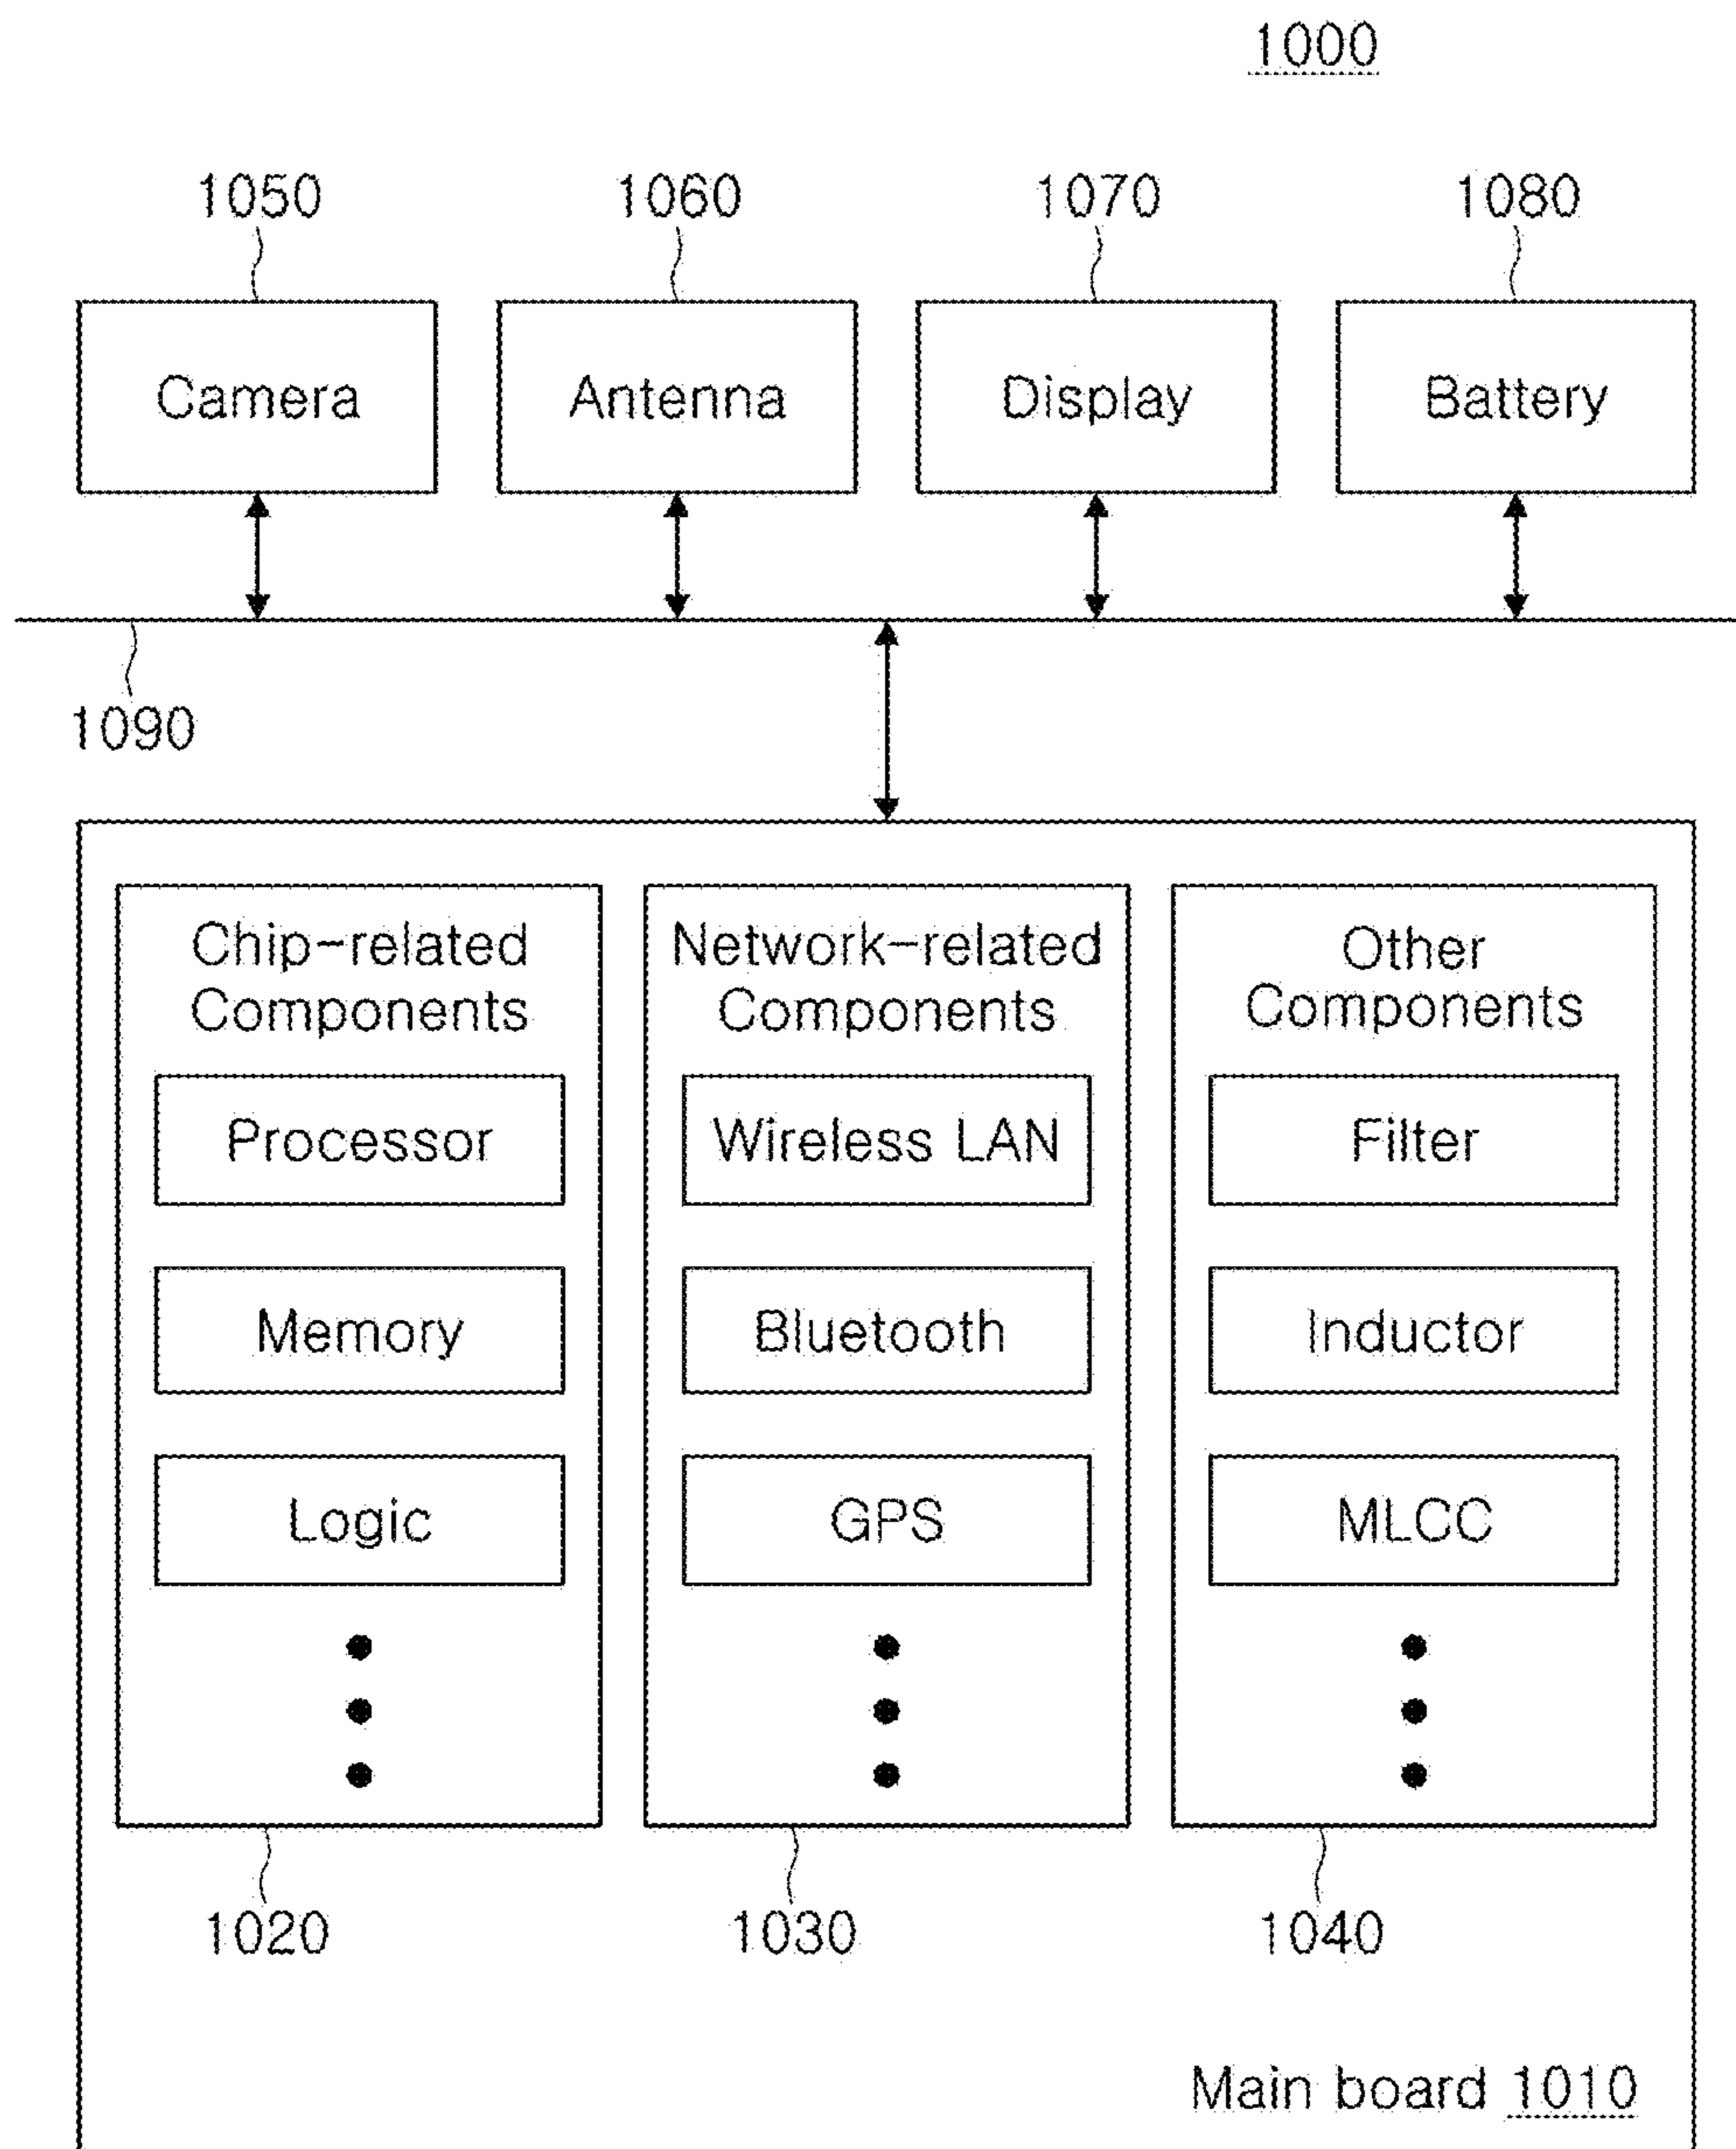 1000
1050
1060
1070
1080
Camera
Antenna
Display
Battery
1090
Chip-related
Components
Processor
Memory
Logic
1020
Network-related
Components
Wireless LAN
Bluetooth
GPS
1030
Other
Components
Filter
Inductor
MLCC
1040
Main board 1010